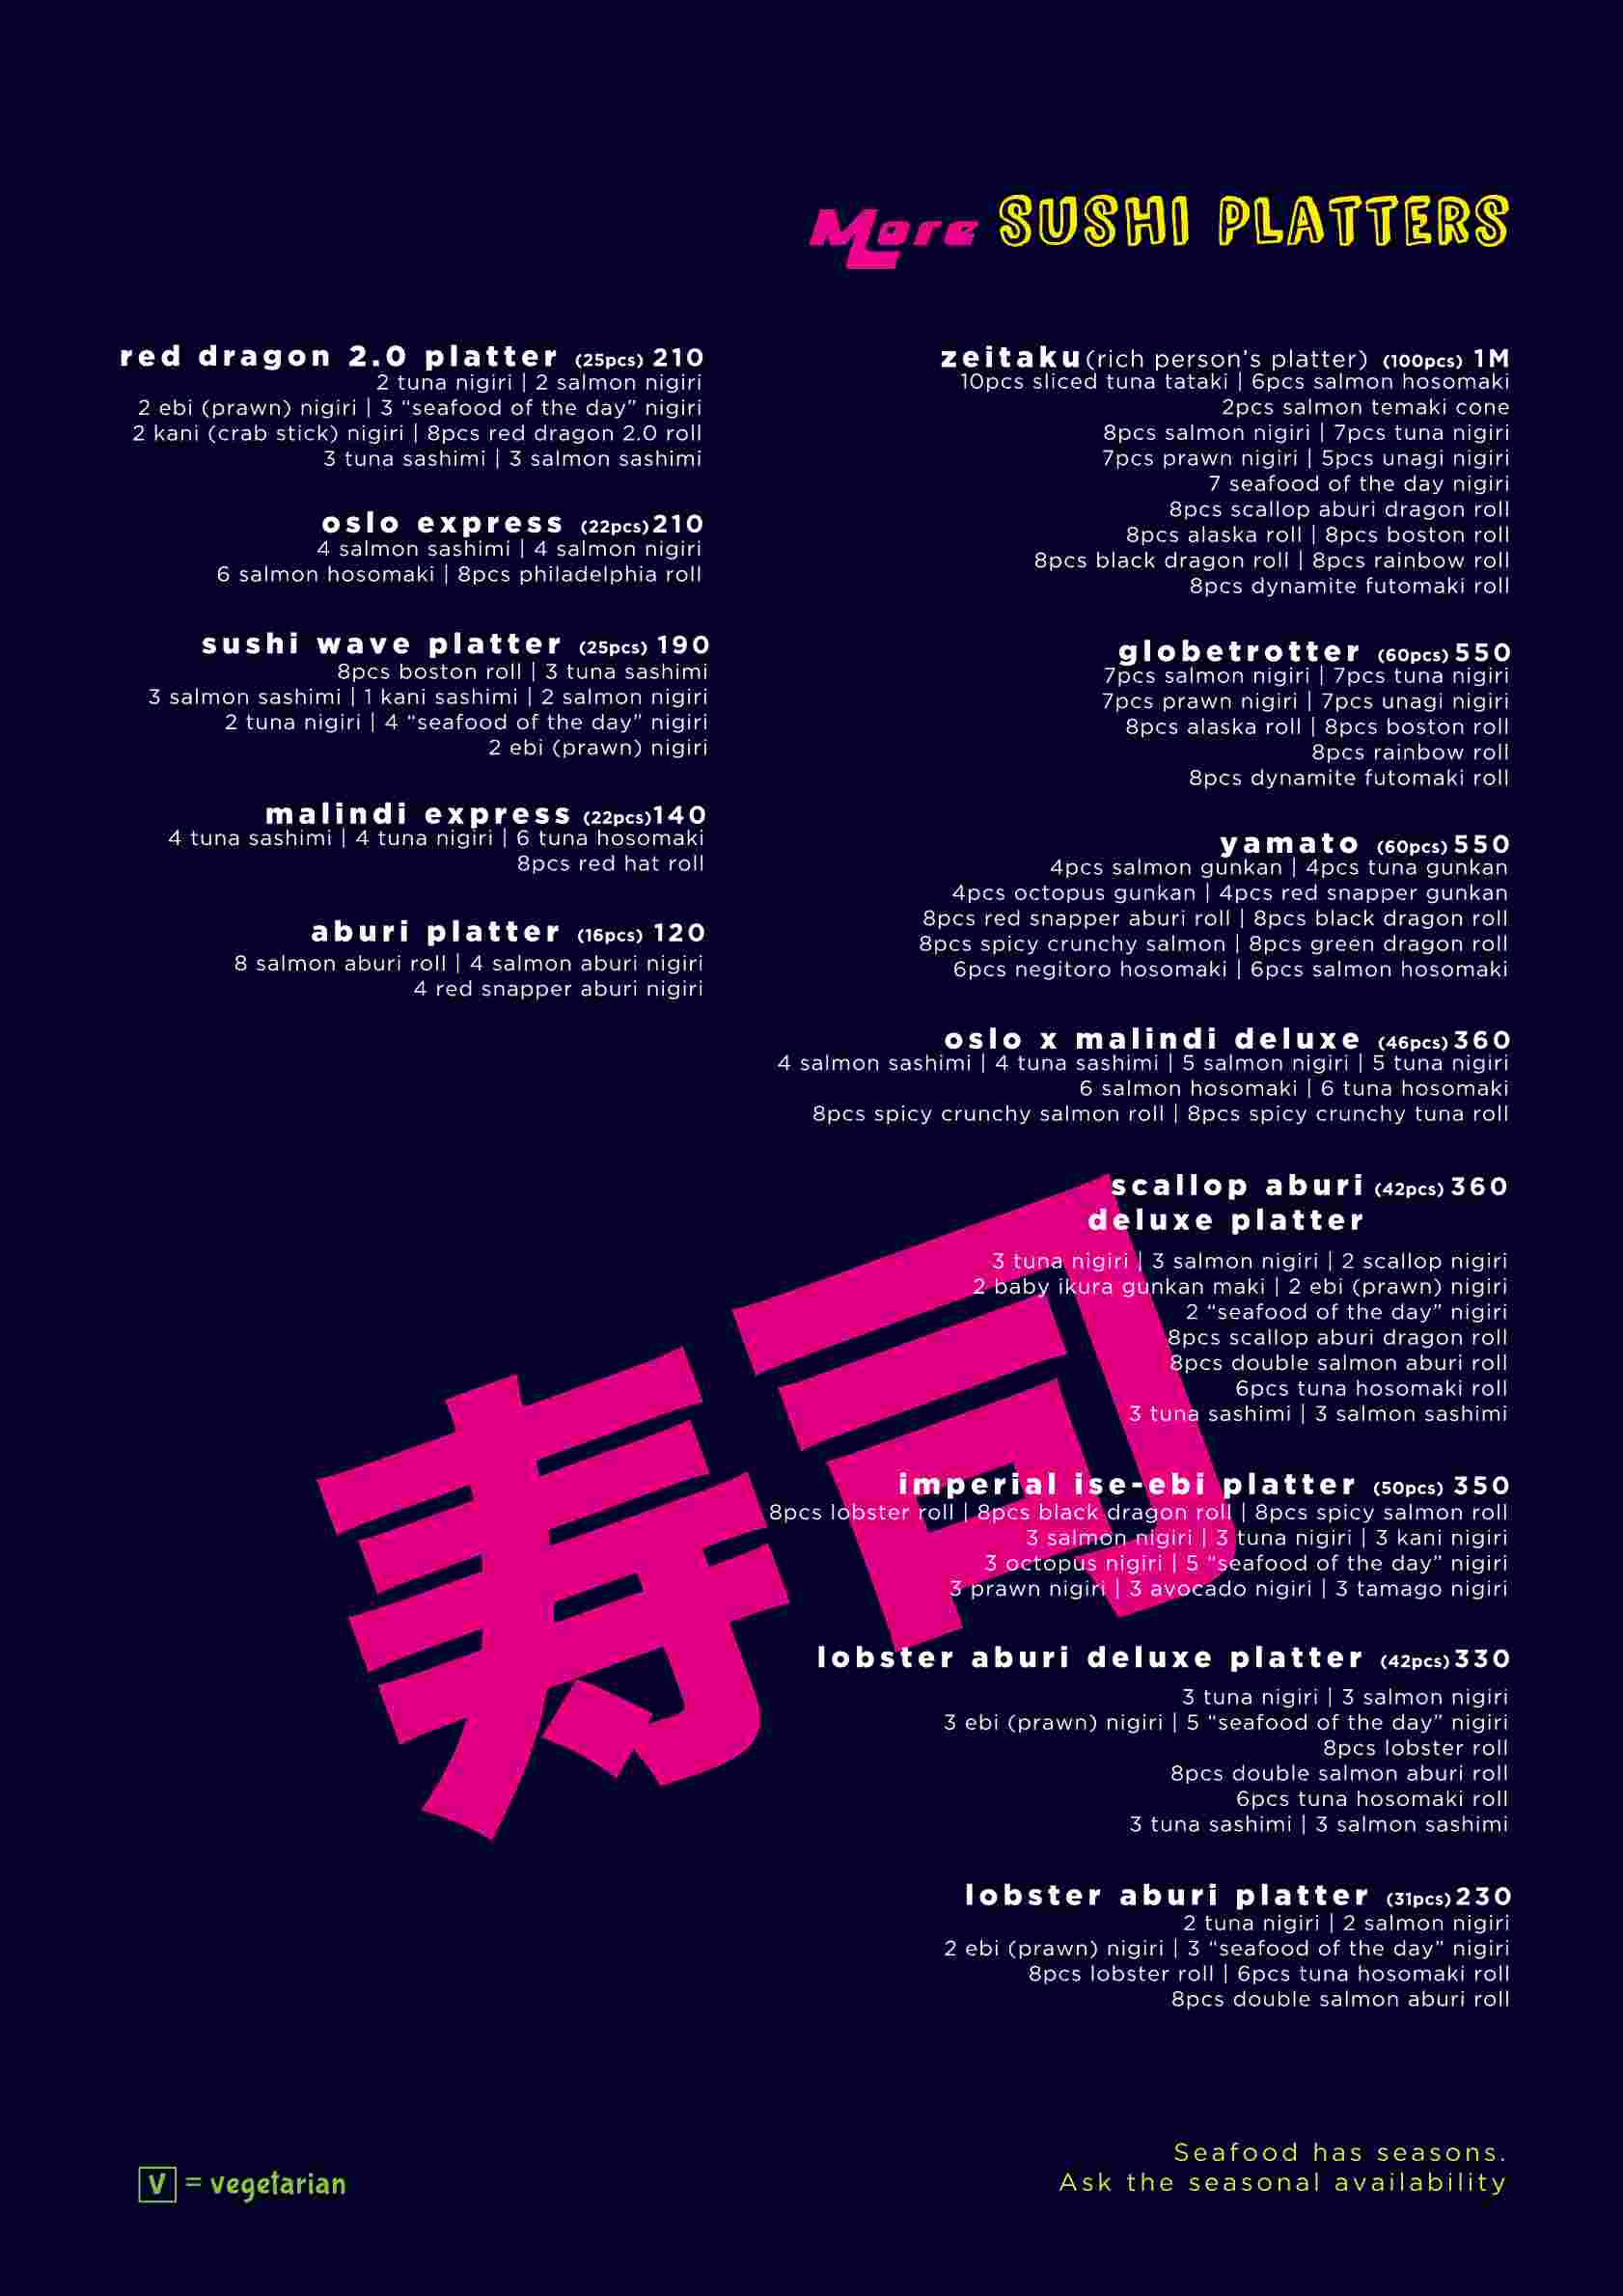 More SUSHI PLATTERS
red dragon 2.0 platter (25pcs) 210
2 tuna nigiri | 2 salmon nigiri
2 ebi (prawn) nigiri | 3 “seafood of the day” nigiri
2 kani (crab stick) nigiri | 8pcs red dragon 2.0 roll
3 tuna sashimi | 3 salmon sashimi
oslo express (22pcs) 210
4 salmon sashimi | 4 salmon nigiri
6 salmon hosomaki | 8pcs philadelphia roll
sushi wave platter (25pcs) 190
8pcs boston roll | 3 tuna sashimi
3 salmon sashimi | 1 kani sashimi | 2 salmon nigiri
2 tuna nigiri | 4 “seafood of the day” nigiri
2 ebi (prawn) nigiri
malindi express (22pcs) 140
4 tuna sashimi | 4 tuna nigiri | 6 tuna hosomaki
8pcs red hat roll
aburi platter (16pcs) 120
8 salmon aburi roll | 4 salmon aburi nigiri
4 red snapper aburi nigiri
zeitaku (rich person’s platter) (100pcs) 1M
10pcs sliced tuna tataki | 6pcs salmon hosomaki
2pcs salmon temaki cone
8pcs salmon nigiri | 7pcs tuna nigiri
7pcs prawn nigiri | 5pcs unagi nigiri
7 seafood of the day nigiri
8pcs scallop aburi dragon roll
8pcs alaska roll | 8pcs boston roll
8pcs black dragon roll | 8pcs rainbow roll
8pcs dynamite futomaki roll
globetrotter (60pcs) 550
7pcs salmon nigiri | 7pcs tuna nigiri
7pcs prawn nigiri | 7pcs unagi nigiri
8pcs alaska roll | 8pcs boston roll
8pcs rainbow roll
8pcs dynamite futomaki roll
yamato (60pcs) 550
4pcs salmon gunkan | 4pcs tuna gunkan
4pcs octopus gunkan | 4pcs red snapper gunkan
8pcs red snapper aburi roll | 8pcs black dragon roll
8pcs spicy crunchy salmon | 8pcs green dragon roll
6pcs negitoro hosomaki | 6pcs salmon hosomaki
oslo x malindi deluxe (46pcs) 360
4 salmon sashimi | 4 tuna sashimi | 5 salmon nigiri | 5 tuna nigiri
6 salmon hosomaki | 6 tuna hosomaki
8pcs spicy crunchy salmon roll | 8pcs spicy crunchy tuna roll
scallop aburi (42pcs) 360
deluxe platter
3 tuna nigiri | 3 salmon nigiri | 2 scallop nigiri
2 baby ikura gunkan maki | 2 ebi (prawn) nigiri
2 “seafood of the day” nigiri
8pcs scallop aburi dragon roll
8pcs double salmon aburi roll
6pcs tuna hosomaki roll
3 tuna sashimi | 3 salmon sashimi
imperial ise-ebi platter (50pcs) 350
8pcs lobster roll | 8pcs black dragon roll | 8pcs spicy salmon roll
3 salmon nigiri | 3 tuna nigiri | 3 kani nigiri
3 octopus nigiri | 5 “seafood of the day” nigiri
3 prawn nigiri | 3 avocado nigiri | 3 tamago nigiri
lobster aburi deluxe platter (42pcs) 330
3 tuna nigiri | 3 salmon nigiri
3 ebi (prawn) nigiri | 5 “seafood of the day” nigiri
8pcs lobster roll
8pcs double salmon aburi roll
6pcs tuna hosomaki roll
3 tuna sashimi | 3 salmon sashimi
lobster aburi platter (31pcs) 230
2 tuna nigiri | 2 salmon nigiri
2 ebi (prawn) nigiri | 3 “seafood of the day” nigiri
8pcs lobster roll | 6pcs tuna hosomaki roll
8pcs double salmon aburi roll
寿司
V = vegetarian
Seafood has seasons.
Ask the seasonal availability